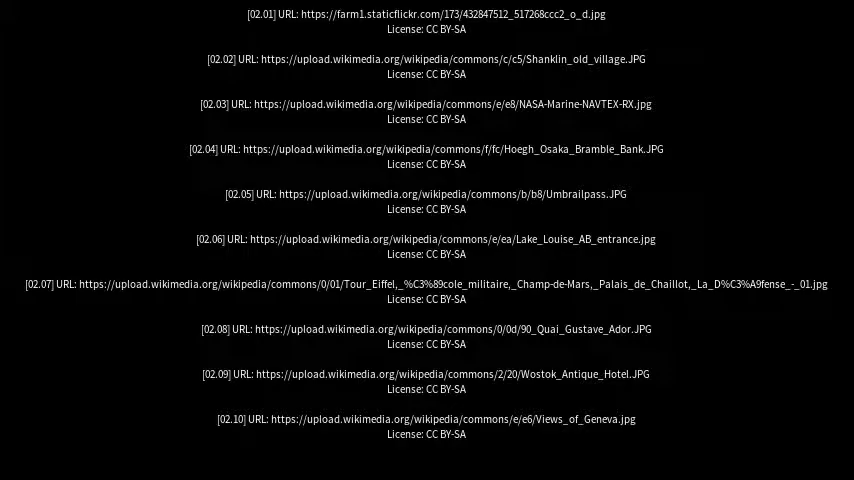 [02.01] URL: https://farm1.staticflickr.com/173/432847512_517268ccc2_o_d.jpg
License: CC BY-SA
[02.02] URL: https://upload.wikimedia.org/wikipedia/commons/c/c5/Shanklin_old_village.JPG
License: CC BY-SA
[02.03] URL: https://upload.wikimedia.org/wikipedia/commons/e/e8/NASA-Marine-NAVTEX-RX.jpg
License: CC BY-SA
[02.04] URL: https://upload.wikimedia.org/wikipedia/commons/f/fc/Hoegh_Osaka_Bramble_Bank.JPG
License: CC BY-SA
[02.05] URL: https://upload.wikimedia.org/wikipedia/commons/b/b8/Umbrailpass.JPG
License: CC BY-SA
[02.06] URL: https://upload.wikimedia.org/wikipedia/commons/e/ea/Lake_Louise_AB_entrance.jpg
License: CC BY-SA
[02.07] URL: https://upload.wikimedia.org/wikipedia/commons/0/01/Tour_Eiffel,_%C3%89cole_militaire,_Champ-de-Mars,_Palais_de_Chaillot,_La_D%C3%A9fense_-_01.jpg
License: CC BY-SA
[02.08] URL: https://upload.wikimedia.org/wikipedia/commons/0/0d/90_Quai_Gustave_Ador.JPG
License: CC BY-SA
[02.09] URL: https://upload.wikimedia.org/wikipedia/commons/2/20/Wostok_Antique_Hotel.JPG
License: CC BY-SA
[02.10] URL: https://upload.wikimedia.org/wikipedia/commons/e/e6/Views_of_Geneva.jpg
License: CC BY-SA